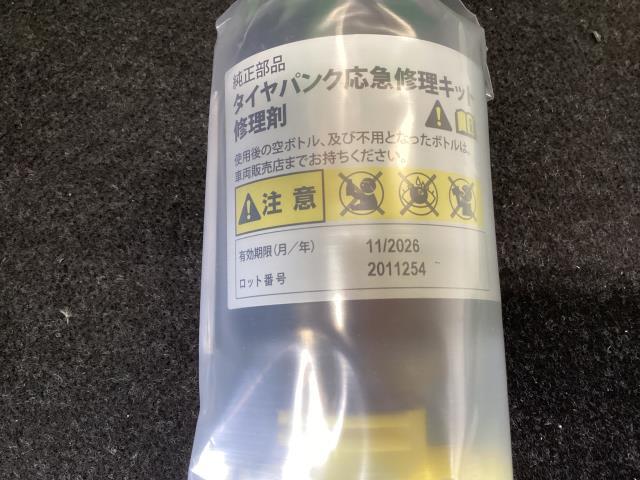 純正部品
タイヤパンク応急修理キット
修理剤
使用後の空ボトル、及び不用となったボトルは、
車両販売店までお持ちください。
注意
有効期限(月／年) 11/2026
ロット番号 2011254